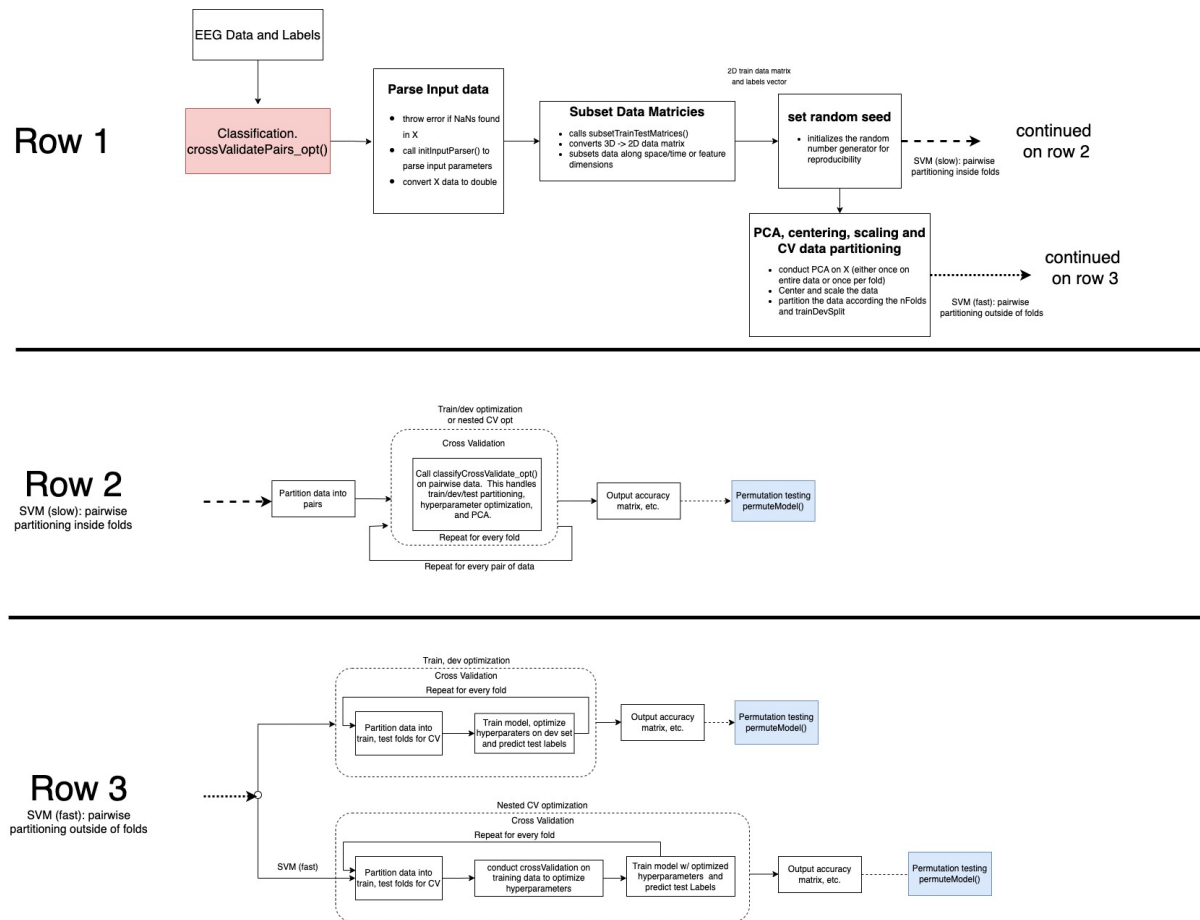 EEG Data and Labels
Row 1
Classification.
crossValidatePairs_opt()
Parse Input data
throw error if NaNs found
in X
call initInputParser() to
parse input parameters
convert X data to double
Subset Data Matricies
calls subsetTrainTestMatrices()
converts 3D -> 2D data matrix
subsets data along space/time or feature
dimensions
2D train data matrix
and labels vector
set random seed
initializes the random
number generator for
reproducibility
SVM (slow): pairwise
partitioning inside folds
continued
on row 2
PCA, centering, scaling and
CV data partitioning
conduct PCA on X (either once on
entire data or once per fold)
Center and scale the data
partition the data according the nFolds
and trainDevSplit
SVM (fast): pairwise
partitioning outside of folds
continued
on row 3
Row 2
SVM (slow): pairwise
partitioning inside folds
Partition data into
pairs
Train/dev optimization
or nested CV opt
Cross Validation
Call classifyCrossValidate_opt()
on pairwise data. This handles
train/dev/test partitioning,
hyperparameter optimization,
and PCA.
Repeat for every fold
Repeat for every pair of data
Output accuracy
matrix, etc.
Permutation testing
permuteModel()
Row 3
SVM (fast): pairwise
partitioning outside of folds
Train, dev optimization
Cross Validation
Repeat for every fold
Partition data into
train, test folds for CV
Train model, optimize
hyperparaters on dev set
and predict test labels
Output accuracy
matrix, etc.
Permutation testing
permuteModel()
SVM (fast)
Nested CV optimization
Cross Validation
Repeat for every fold
Partition data into
train, test folds for CV
conduct crossValidation on
training data to optimize
hyperparameters
Train model w/ optimized
hyperparameters and
predict test Labels
Output accuracy
matrix, etc.
Permutation testing
permuteModel()